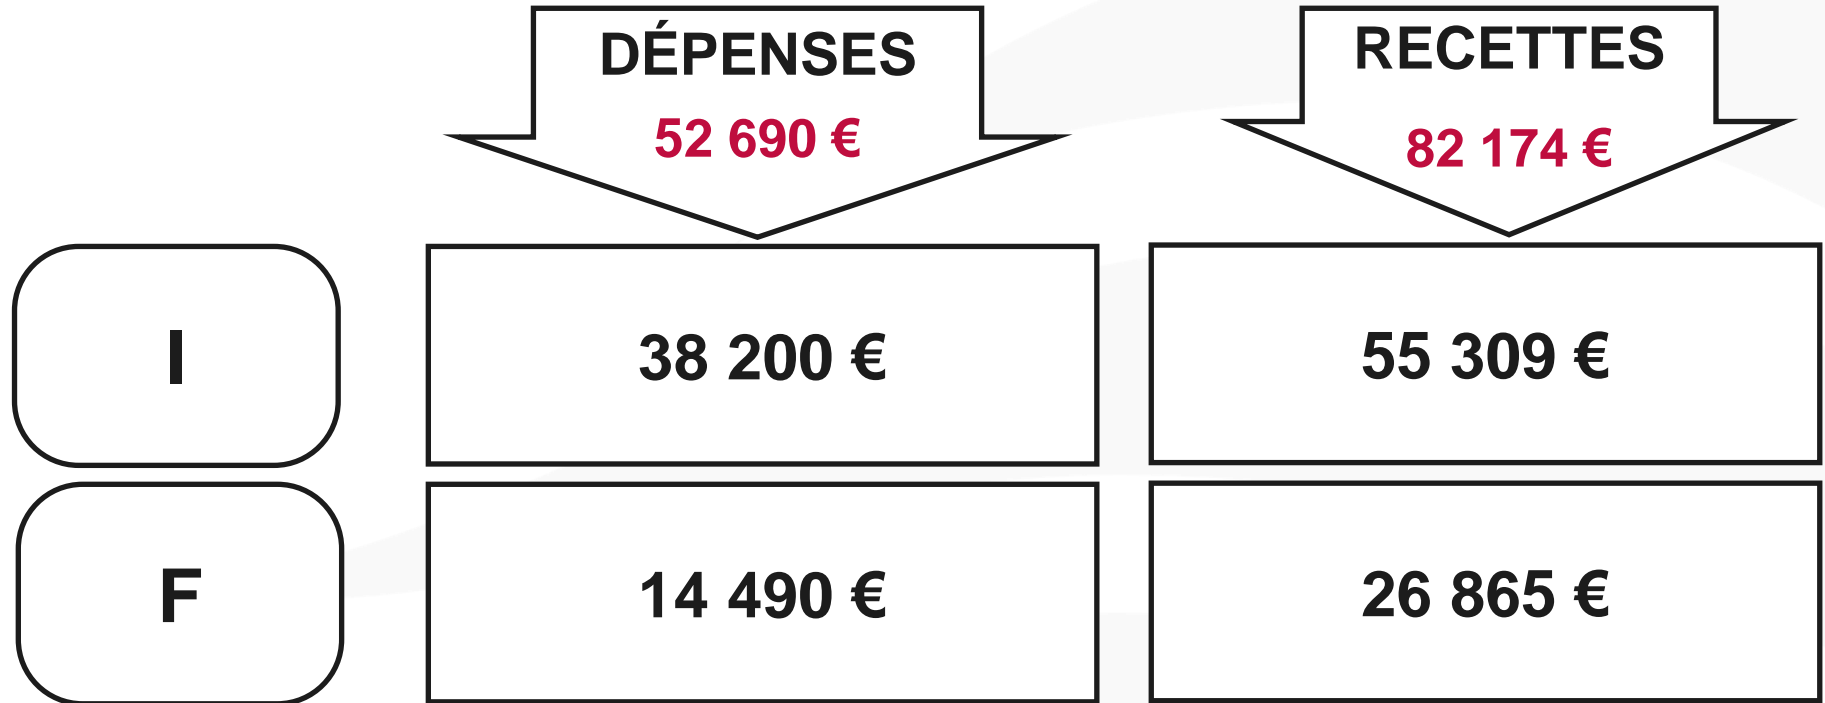 DÉPENSES
52 690 €
RECETTES
82 174 €
I
38 200 €
55 309 €
F
14 490 €
26 865 €